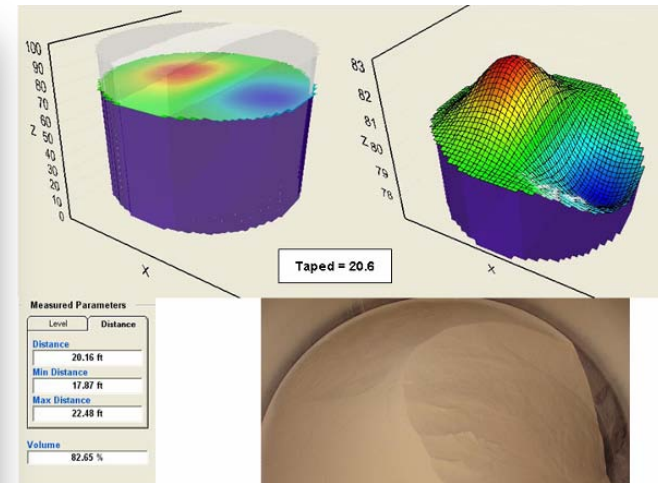 100
90
80
70
60
Z 50
40
30
20
10
0
X
83
82
81
Z 80
79
78
X
Taped = 20.6
Measured Parameters
Level Distance
Distance
20.16 ft
Min Distance
17.87 ft
Max Distance
22.48 ft
Volume
82.65 %